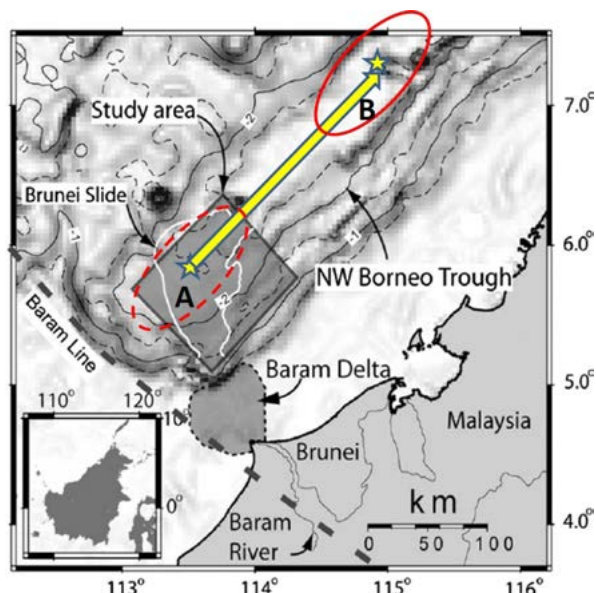 B
7.0°
Study area
-2
Brunei Slide
-1
6.0°
A
-2
-1
NW Borneo Trough
Baram Line
Baram Delta
5.0°
110° 120°
10°
Malaysia
Brunei
0°
km
Baram
River
0 50 100
4.0°
113° 114° 115° 116°